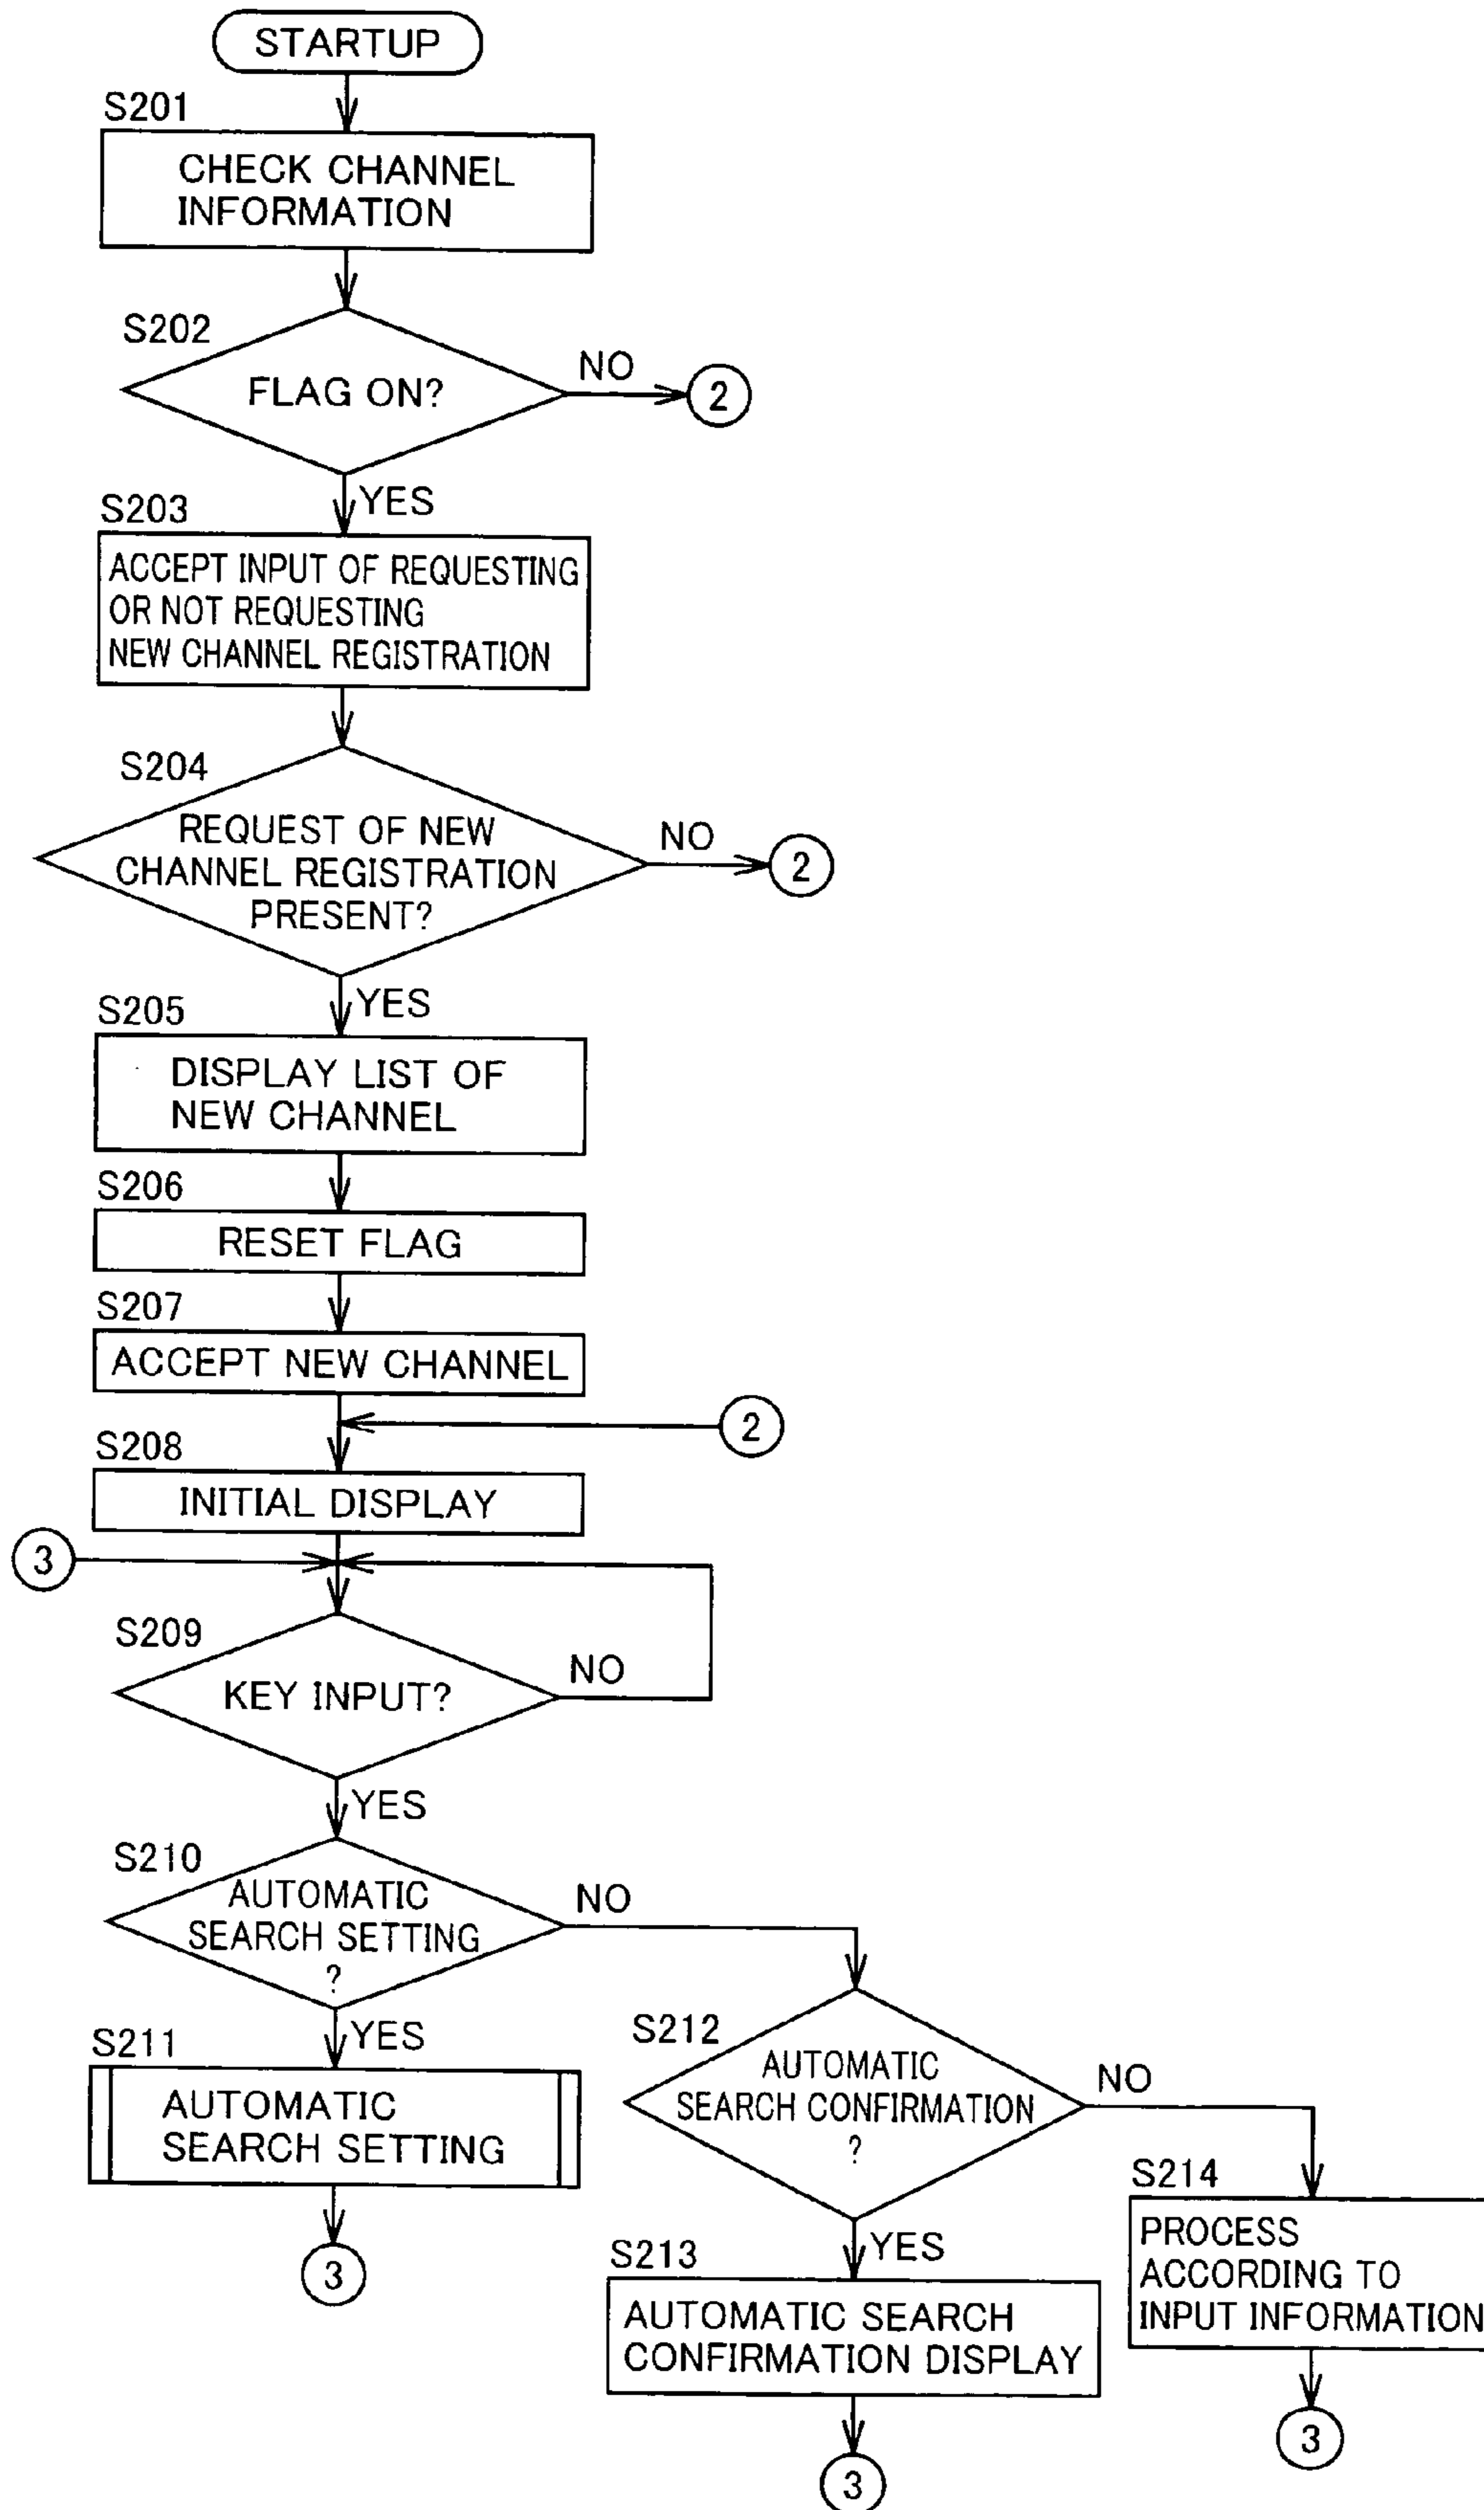 STARTUP
S201
CHECK CHANNEL
INFORMATION
S202
FLAG ON?
NO
2
YES
S203
ACCEPT INPUT OF REQUESTING
OR NOT REQUESTING
NEW CHANNEL REGISTRATION
S204
REQUEST OF NEW
CHANNEL REGISTRATION
PRESENT?
NO
2
YES
S205
DISPLAY LIST OF
NEW CHANNEL
S206
RESET FLAG
S207
ACCEPT NEW CHANNEL
2
S208
INITIAL DISPLAY
3
S209
KEY INPUT?
NO
YES
S210
AUTOMATIC
SEARCH SETTING
?
NO
YES
S211
AUTOMATIC
SEARCH SETTING
3
S212
AUTOMATIC
SEARCH CONFIRMATION
?
NO
YES
S213
AUTOMATIC SEARCH
CONFIRMATION DISPLAY
3
S214
PROCESS
ACCORDING TO
INPUT INFORMATION
3